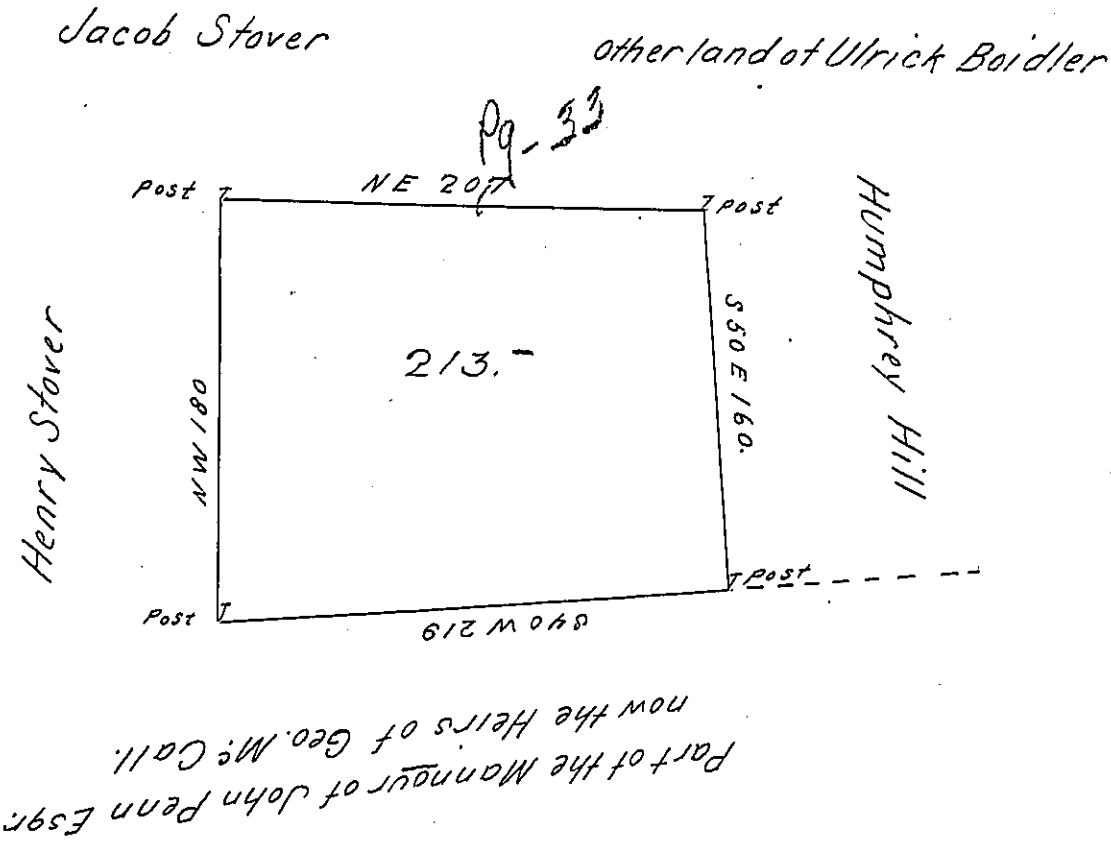 Jacob Stover
other land of Ulrick Boidler
Pg - 33
Post
NE 207
Post
Humphrey Hill
S 50 E 160.
213.-
Henry Stover
NW 180
Post
Post
S40W 219
Part of the Mannour of John Penn Esqr.
now the Heirs of Geo. Mc Call.